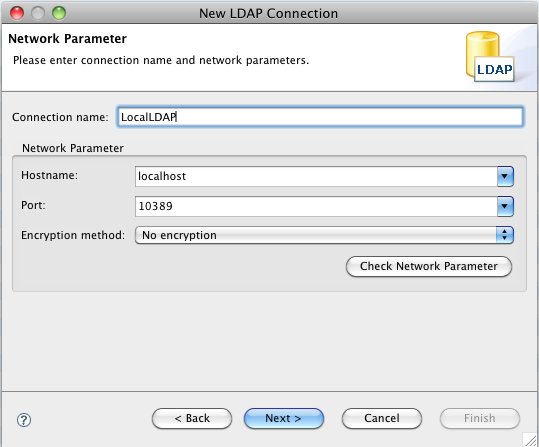 New LDAP Connection
Network Parameter
Please enter connection name and network parameters.
LDAP
Connection name: LocalLDAP
Network Parameter
Hostname: localhost
Port: 10389
Encryption method: No encryption
Check Network Parameter
? < Back Next > Cancel Finish